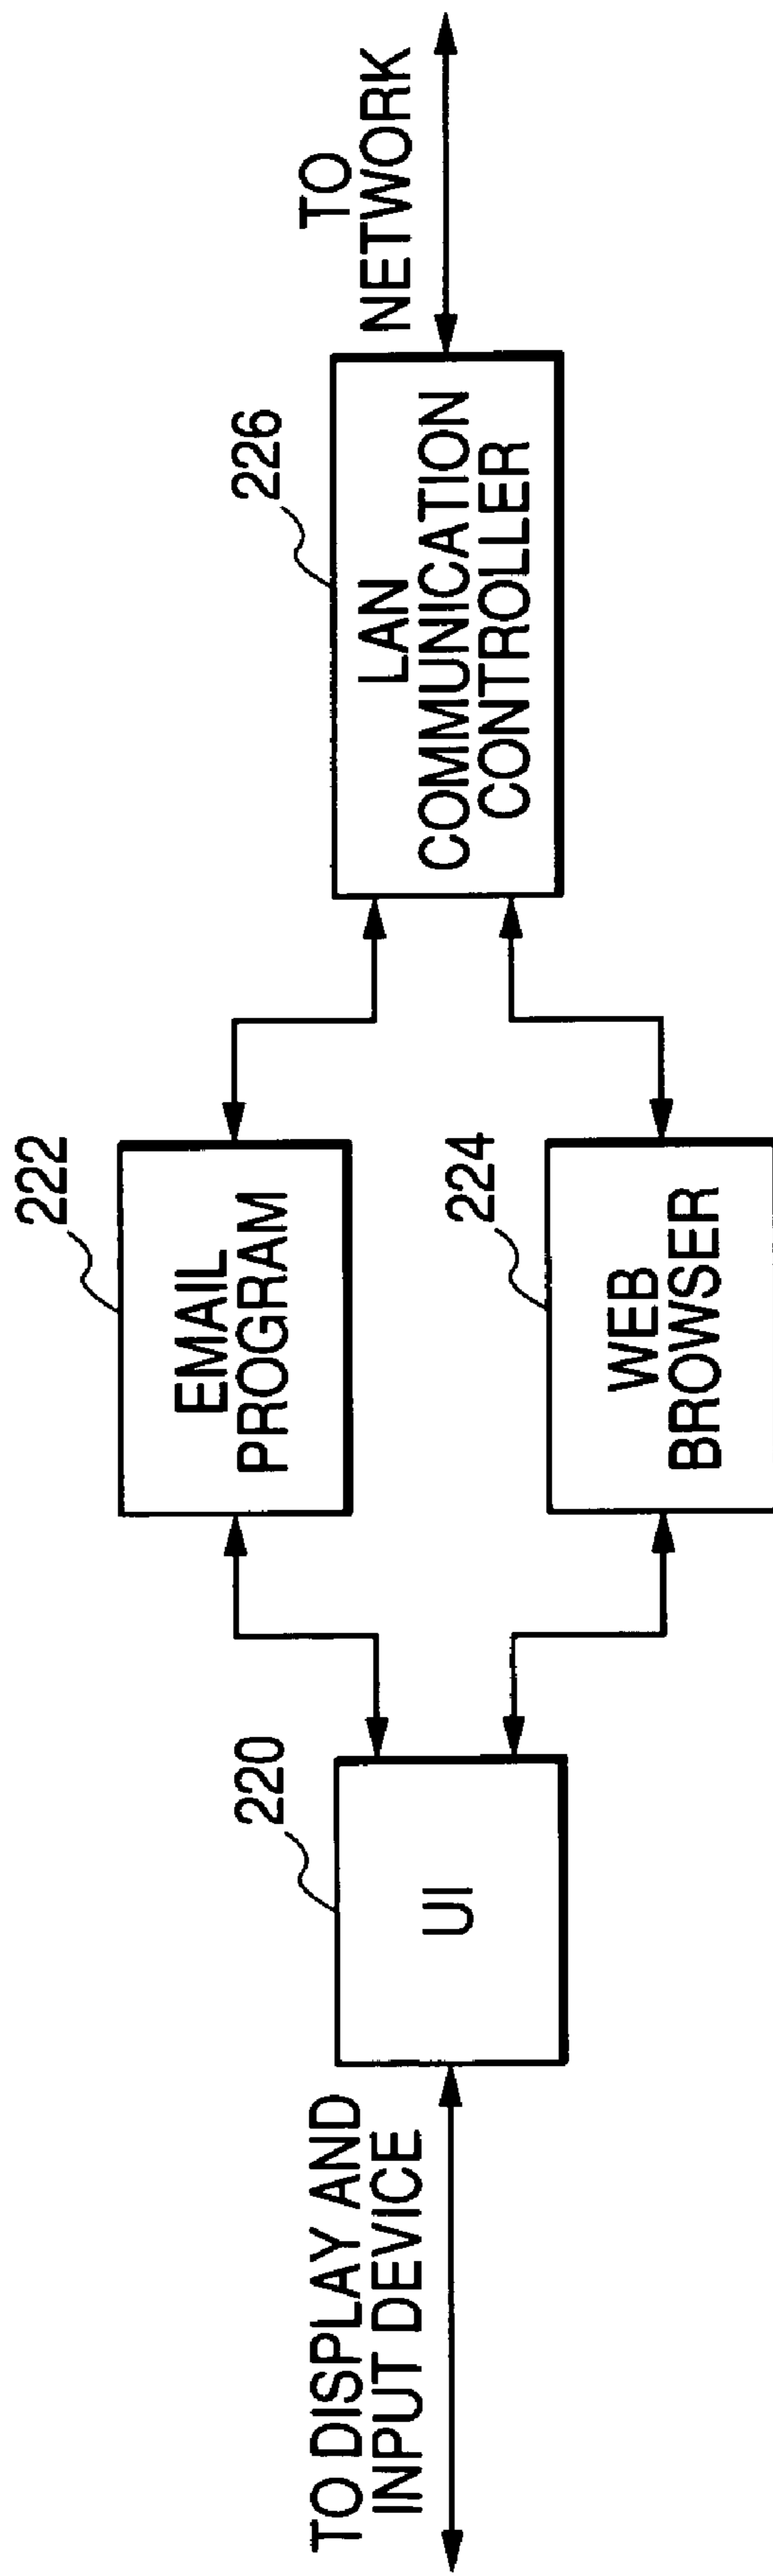 TO DISPLAY AND
INPUT DEVICE
220
UI
222
EMAIL
PROGRAM
224
WEB
BROWSER
226
LAN
COMMUNICATION
CONTROLLER
TO
NETWORK